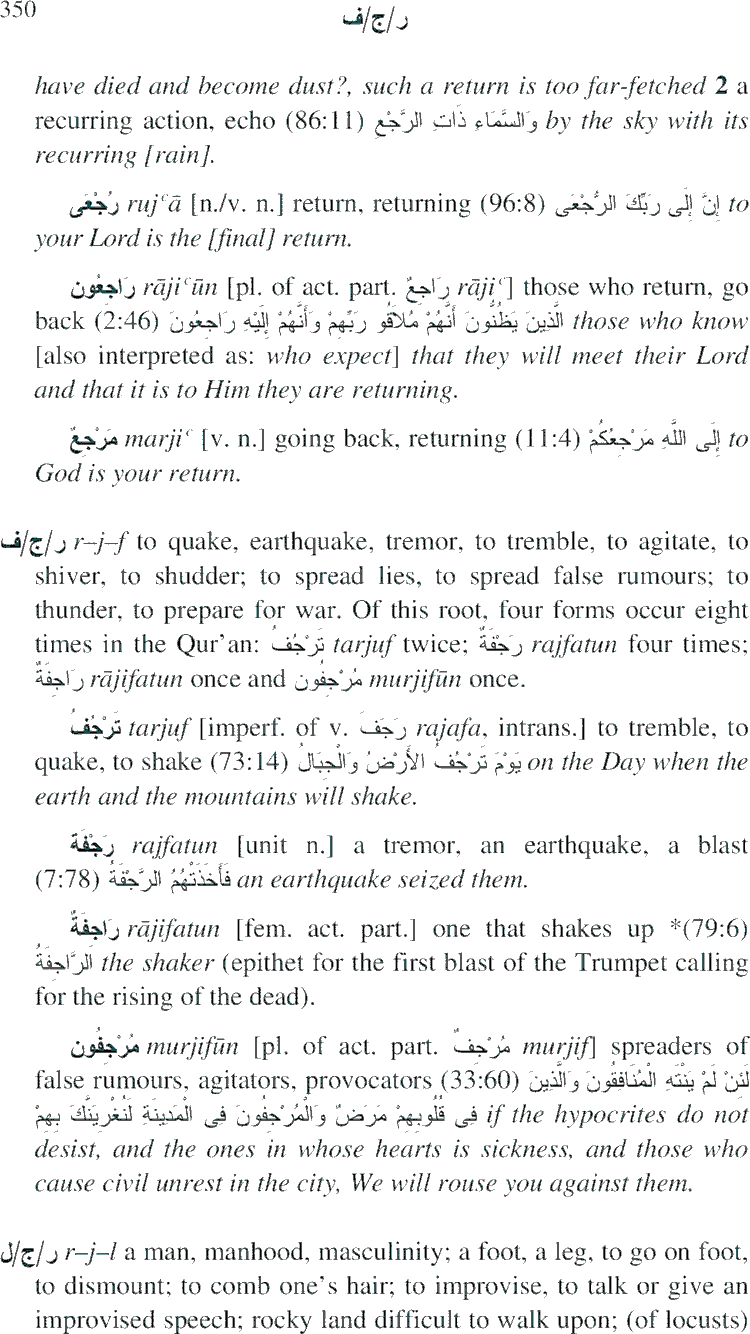 350
ر/ج/ف
have died and become dust?, such a return is too far-fetched 2 a
recurring action, echo (86:11) وَالسَّمَاءِ ذَاتِ الرَّجْعِ by the sky with its
recurring [rain].
رُجْعَى rujʿā [n./v. n.] return, returning (96:8) إِنَّ إِلَى رَبِّكَ الرُّجْعَى to
your Lord is the [final] return.
رَاجِعُون rājiʿūn [pl. of act. part. رَاجِعٌ rājiʿ] those who return, go
back (2:46) الَّذِينَ يَظُنُّونَ أَنَّهُمْ مُلَاقُو رَبِّهِمْ وَأَنَّهُمْ إِلَيْهِ رَاجِعُونَ those who know
[also interpreted as: who expect] that they will meet their Lord
and that it is to Him they are returning.
مَرْجِعٌ marjiʿ [v. n.] going back, returning (11:4) إِلَى اللَّهِ مَرْجِعُكُمْ to
God is your return.
ر/ج/ف r–j–f to quake, earthquake, tremor, to tremble, to agitate, to
shiver, to shudder; to spread lies, to spread false rumours; to
thunder, to prepare for war. Of this root, four forms occur eight
times in the Qur’an: تَرْجُفُ tarjuf twice; رَجْفَةٌ rajfatun four times;
رَاجِفَةٌ rājifatun once and مُرْجِفُون murjifūn once.
تَرْجُفُ tarjuf [imperf. of v. رَجَفَ rajafa, intrans.] to tremble, to
quake, to shake (73:14) يَوْمَ تَرْجُفُ الأَرْضُ وَالْجِبَالُ on the Day when the
earth and the mountains will shake.
رَجْفَة rajfatun [unit n.] a tremor, an earthquake, a blast
(7:78) فَأَخَذَتْهُمُ الرَّجْفَةُ an earthquake seized them.
رَاجِفَةٌ rājifatun [fem. act. part.] one that shakes up *(79:6)
الرَّاجِفَةُ the shaker (epithet for the first blast of the Trumpet calling
for the rising of the dead).
مُرْجِفُون murjifūn [pl. of act. part. مُرْجِفٌ murjif] spreaders of
false rumours, agitators, provocators (33:60) لَئِنْ لَمْ يَنْتَهِ الْمُنَافِقُونَ وَالَّذِينَ
فِى قُلُوبِهِمْ مَرَضٌ وَالْمُرْجِفُونَ فِى الْمَدِينَةِ لَنُغْرِيَنَّكَ بِهِمْ if the hypocrites do not
desist, and the ones in whose hearts is sickness, and those who
cause civil unrest in the city, We will rouse you against them.
ر/ج/ل r–j–l a man, manhood, masculinity; a foot, a leg, to go on foot,
to dismount; to comb one’s hair; to improvise, to talk or give an
improvised speech; rocky land difficult to walk upon; (of locusts)